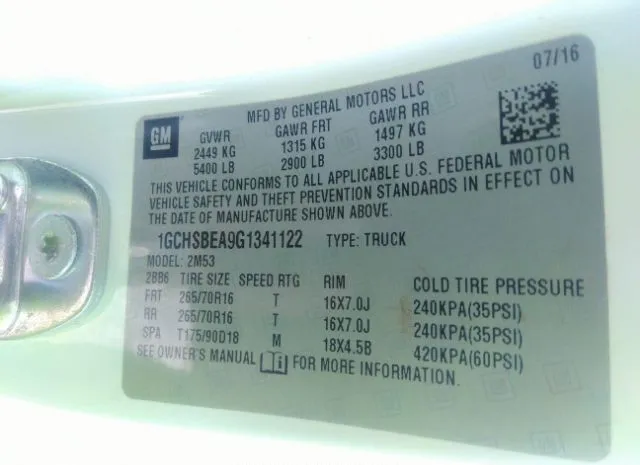 07/16
MFD BY GENERAL MOTORS LLC
GM
GVWR GAWR FRT GAWR RR
2449 KG 1315 KG 1497 KG
5400 LB 2900 LB 3300 LB
THIS VEHICLE CONFORMS TO ALL APPLICABLE U.S. FEDERAL MOTOR
VEHICLE SAFETY AND THEFT PREVENTION STANDARDS IN EFFECT ON
THE DATE OF MANUFACTURE SHOWN ABOVE.
1GCHSBEA9G1341122 TYPE: TRUCK
MODEL: 2M53
2BB6 TIRE SIZE SPEED RTG RIM COLD TIRE PRESSURE
FRT 265/70R16 T 16X7.0J 240KPA(35PSI)
RR 265/70R16 T 16X7.0J 240KPA(35PSI)
SPA T175/90D18 M 18X4.5B 420KPA(60PSI)
SEE OWNER'S MANUAL FOR MORE INFORMATION.